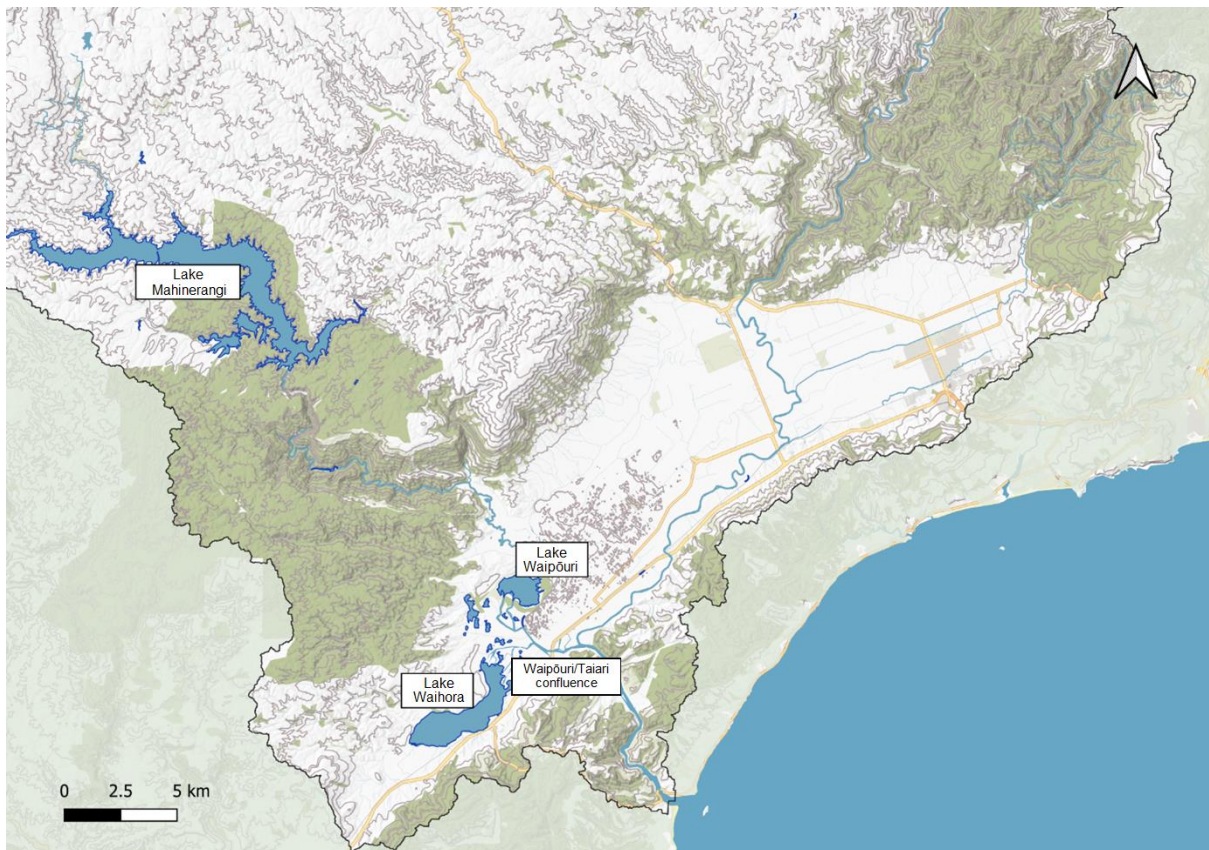 Lake
Mahinerangi
Lake
Waipōuri
Waipōuri/Taiari
confluence
Lake
Waihora
0 2.5 5 km